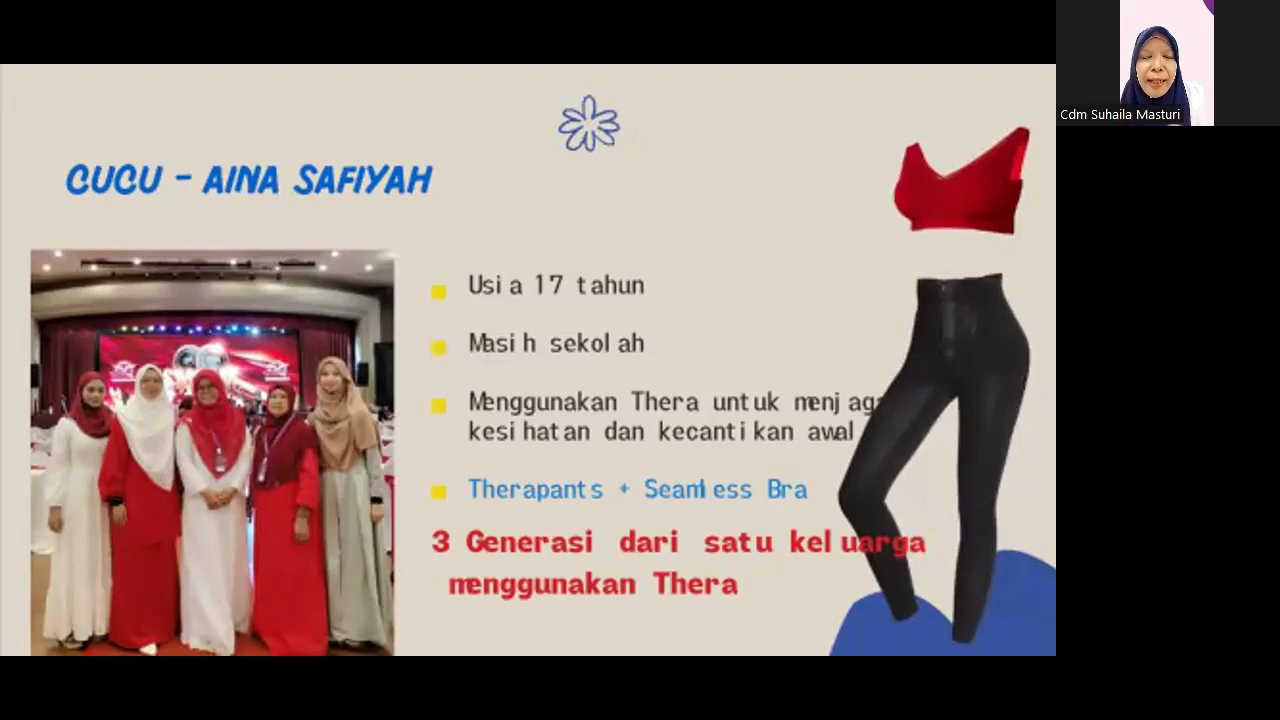 Cdm Suhaila Masturi
CUCU - AINA SAFIYAH
Usia 17 tahun
Masih sekolah
Menggunakan Thera untuk menjaga
kesihatan dan kecantikan awal
Therapants + Seamless Bra
3 Generasi dari satu keluarga
menggunakan Thera